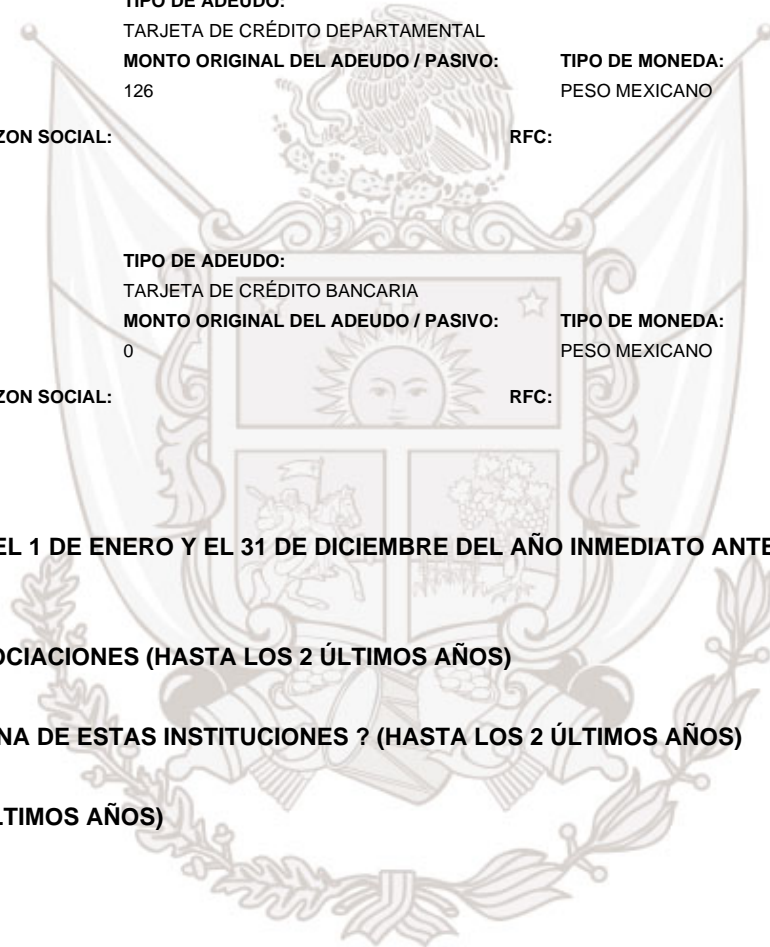 TIPO DE ADEUDO:
TARJETA DE CRÉDITO DEPARTAMENTAL
MONTO ORIGINAL DEL ADEUDO / PASIVO: TIPO DE MONEDA:
126 PESO MEXICANO
ZON SOCIAL: RFC:
TIPO DE ADEUDO:
TARJETA DE CRÉDITO BANCARIA
MONTO ORIGINAL DEL ADEUDO / PASIVO: TIPO DE MONEDA:
0 PESO MEXICANO
ZON SOCIAL: RFC:
EL 1 DE ENERO Y EL 31 DE DICIEMBRE DEL AÑO INMEDIATO ANTE
OCIACIONES (HASTA LOS 2 ÚLTIMOS AÑOS)
NA DE ESTAS INSTITUCIONES ? (HASTA LOS 2 ÚLTIMOS AÑOS)
LTIMOS AÑOS)